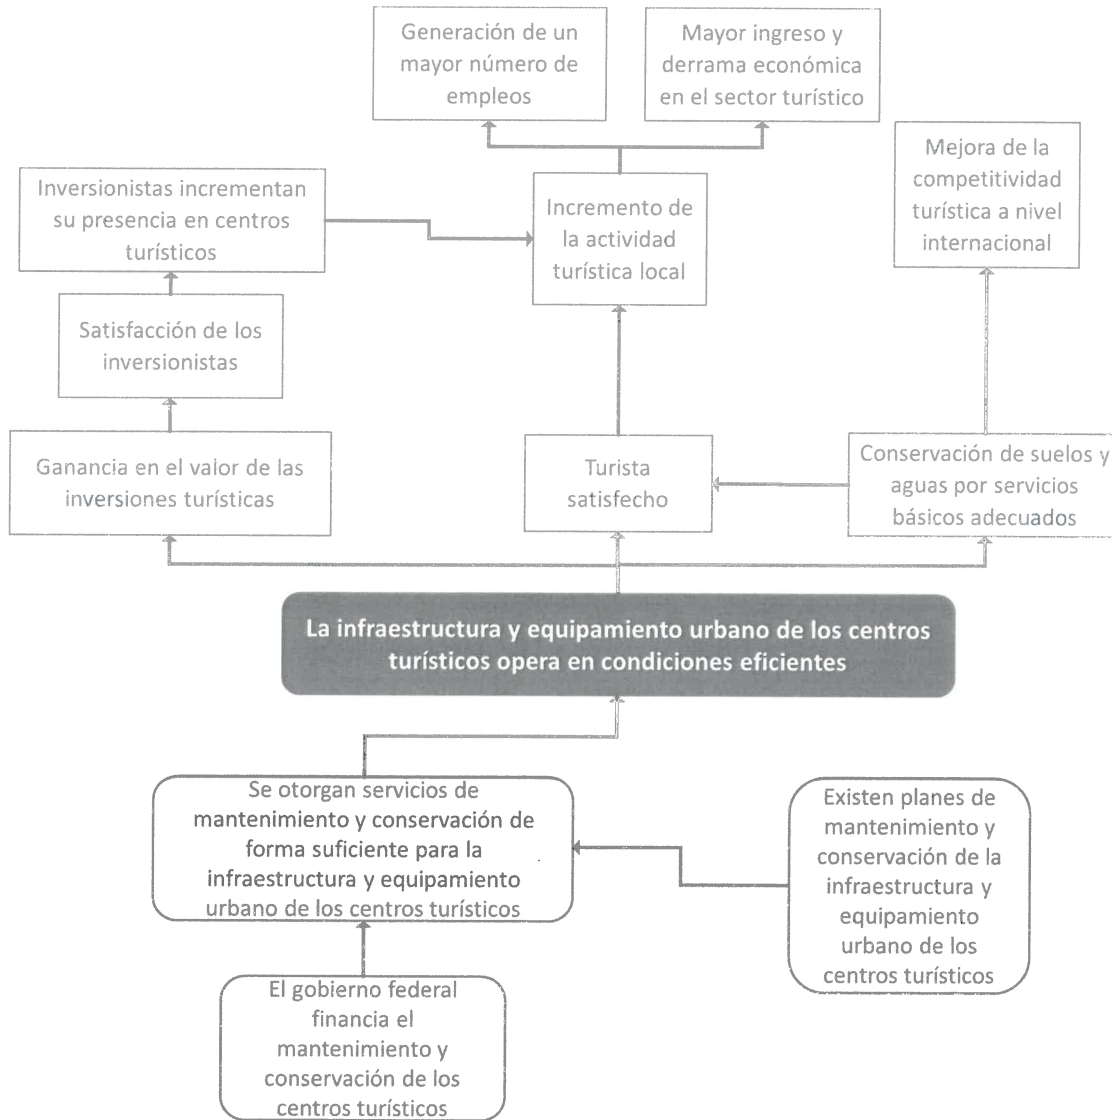 Generación de un
mayor número de
empleos
Mayor ingreso y
derrama económica
en el sector turístico
Mejora de la
competitividad
turística a nivel
internacional
Inversionistas incrementan
su presencia en centros
turísticos
Incremento de
la actividad
turística local
Satisfacción de los
inversionistas
Ganancia en el valor de las
inversiones turísticas
Turista
satisfecho
Conservación de suelos y
aguas por servicios
básicos adecuados
La infraestructura y equipamiento urbano de los centros
turísticos opera en condiciones eficientes
Se otorgan servicios de
mantenimiento y conservación de
forma suficiente para la
infraestructura y equipamiento
urbano de los centros turísticos
Existen planes de
mantenimiento y
conservación de la
infraestructura y
equipamiento
urbano de los
centros turísticos
El gobierno federal
financia el
mantenimiento y
conservación de los
centros turísticos